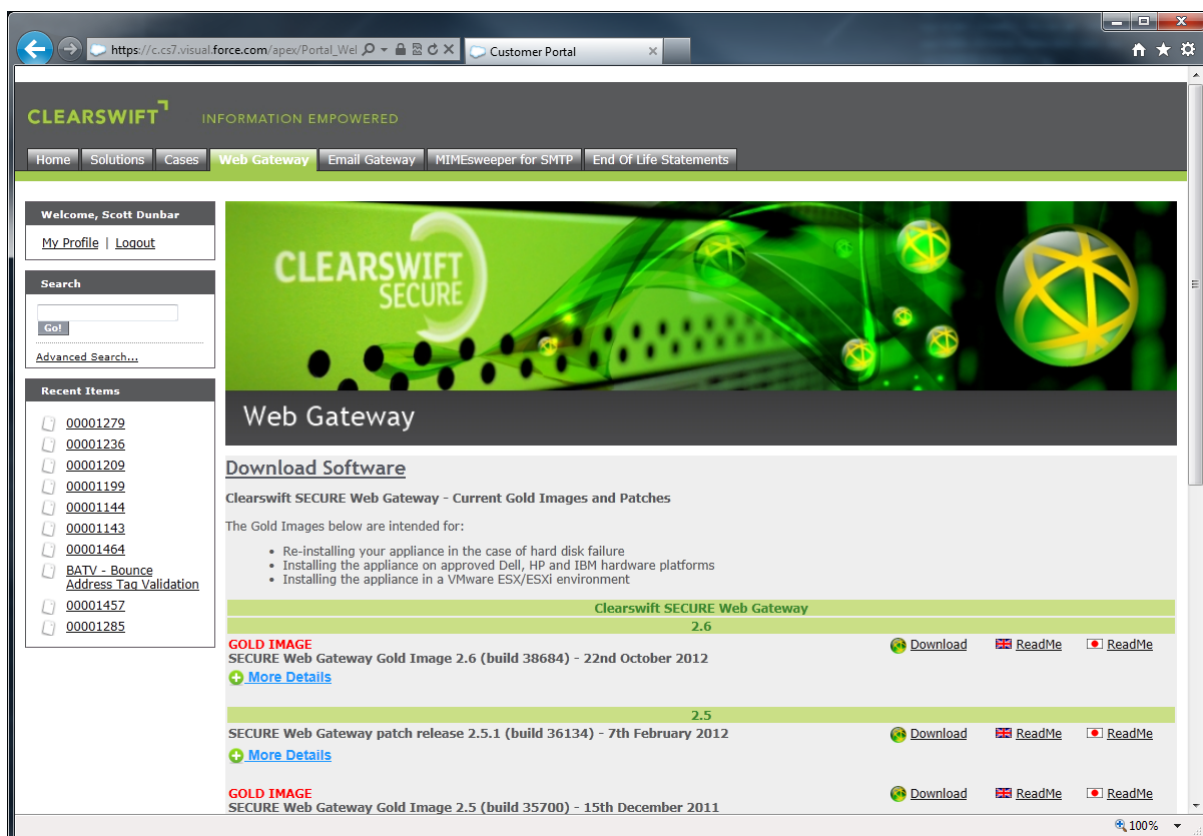 https://c.cs7.visual.force.com/apex/Portal_Wel
Customer Portal
CLEARSWIFT
INFORMATION EMPOWERED
Home
Solutions
Cases
Web Gateway
Email Gateway
MIMEsweeper for SMTP
End Of Life Statements
Welcome, Scott Dunbar
My Profile | Logout
Search
Go!
Advanced Search...
Recent Items
00001279
00001236
00001209
00001199
00001144
00001143
00001464
BATV - Bounce
Address Tag Validation
00001457
00001285
CLEARSWIFT
SECURE
Web Gateway
Download Software
Clearswift SECURE Web Gateway - Current Gold Images and Patches
The Gold Images below are intended for:
Re-installing your appliance in the case of hard disk failure
Installing the appliance on approved Dell, HP and IBM hardware platforms
Installing the appliance in a VMware ESX/ESXi environment
Clearswift SECURE Web Gateway
2.6
GOLD IMAGE
SECURE Web Gateway Gold Image 2.6 (build 38684) - 22nd October 2012
Download
ReadMe
ReadMe
More Details
2.5
SECURE Web Gateway patch release 2.5.1 (build 36134) - 7th February 2012
Download
ReadMe
ReadMe
More Details
GOLD IMAGE
SECURE Web Gateway Gold Image 2.5 (build 35700) - 15th December 2011
Download
ReadMe
ReadMe
100%